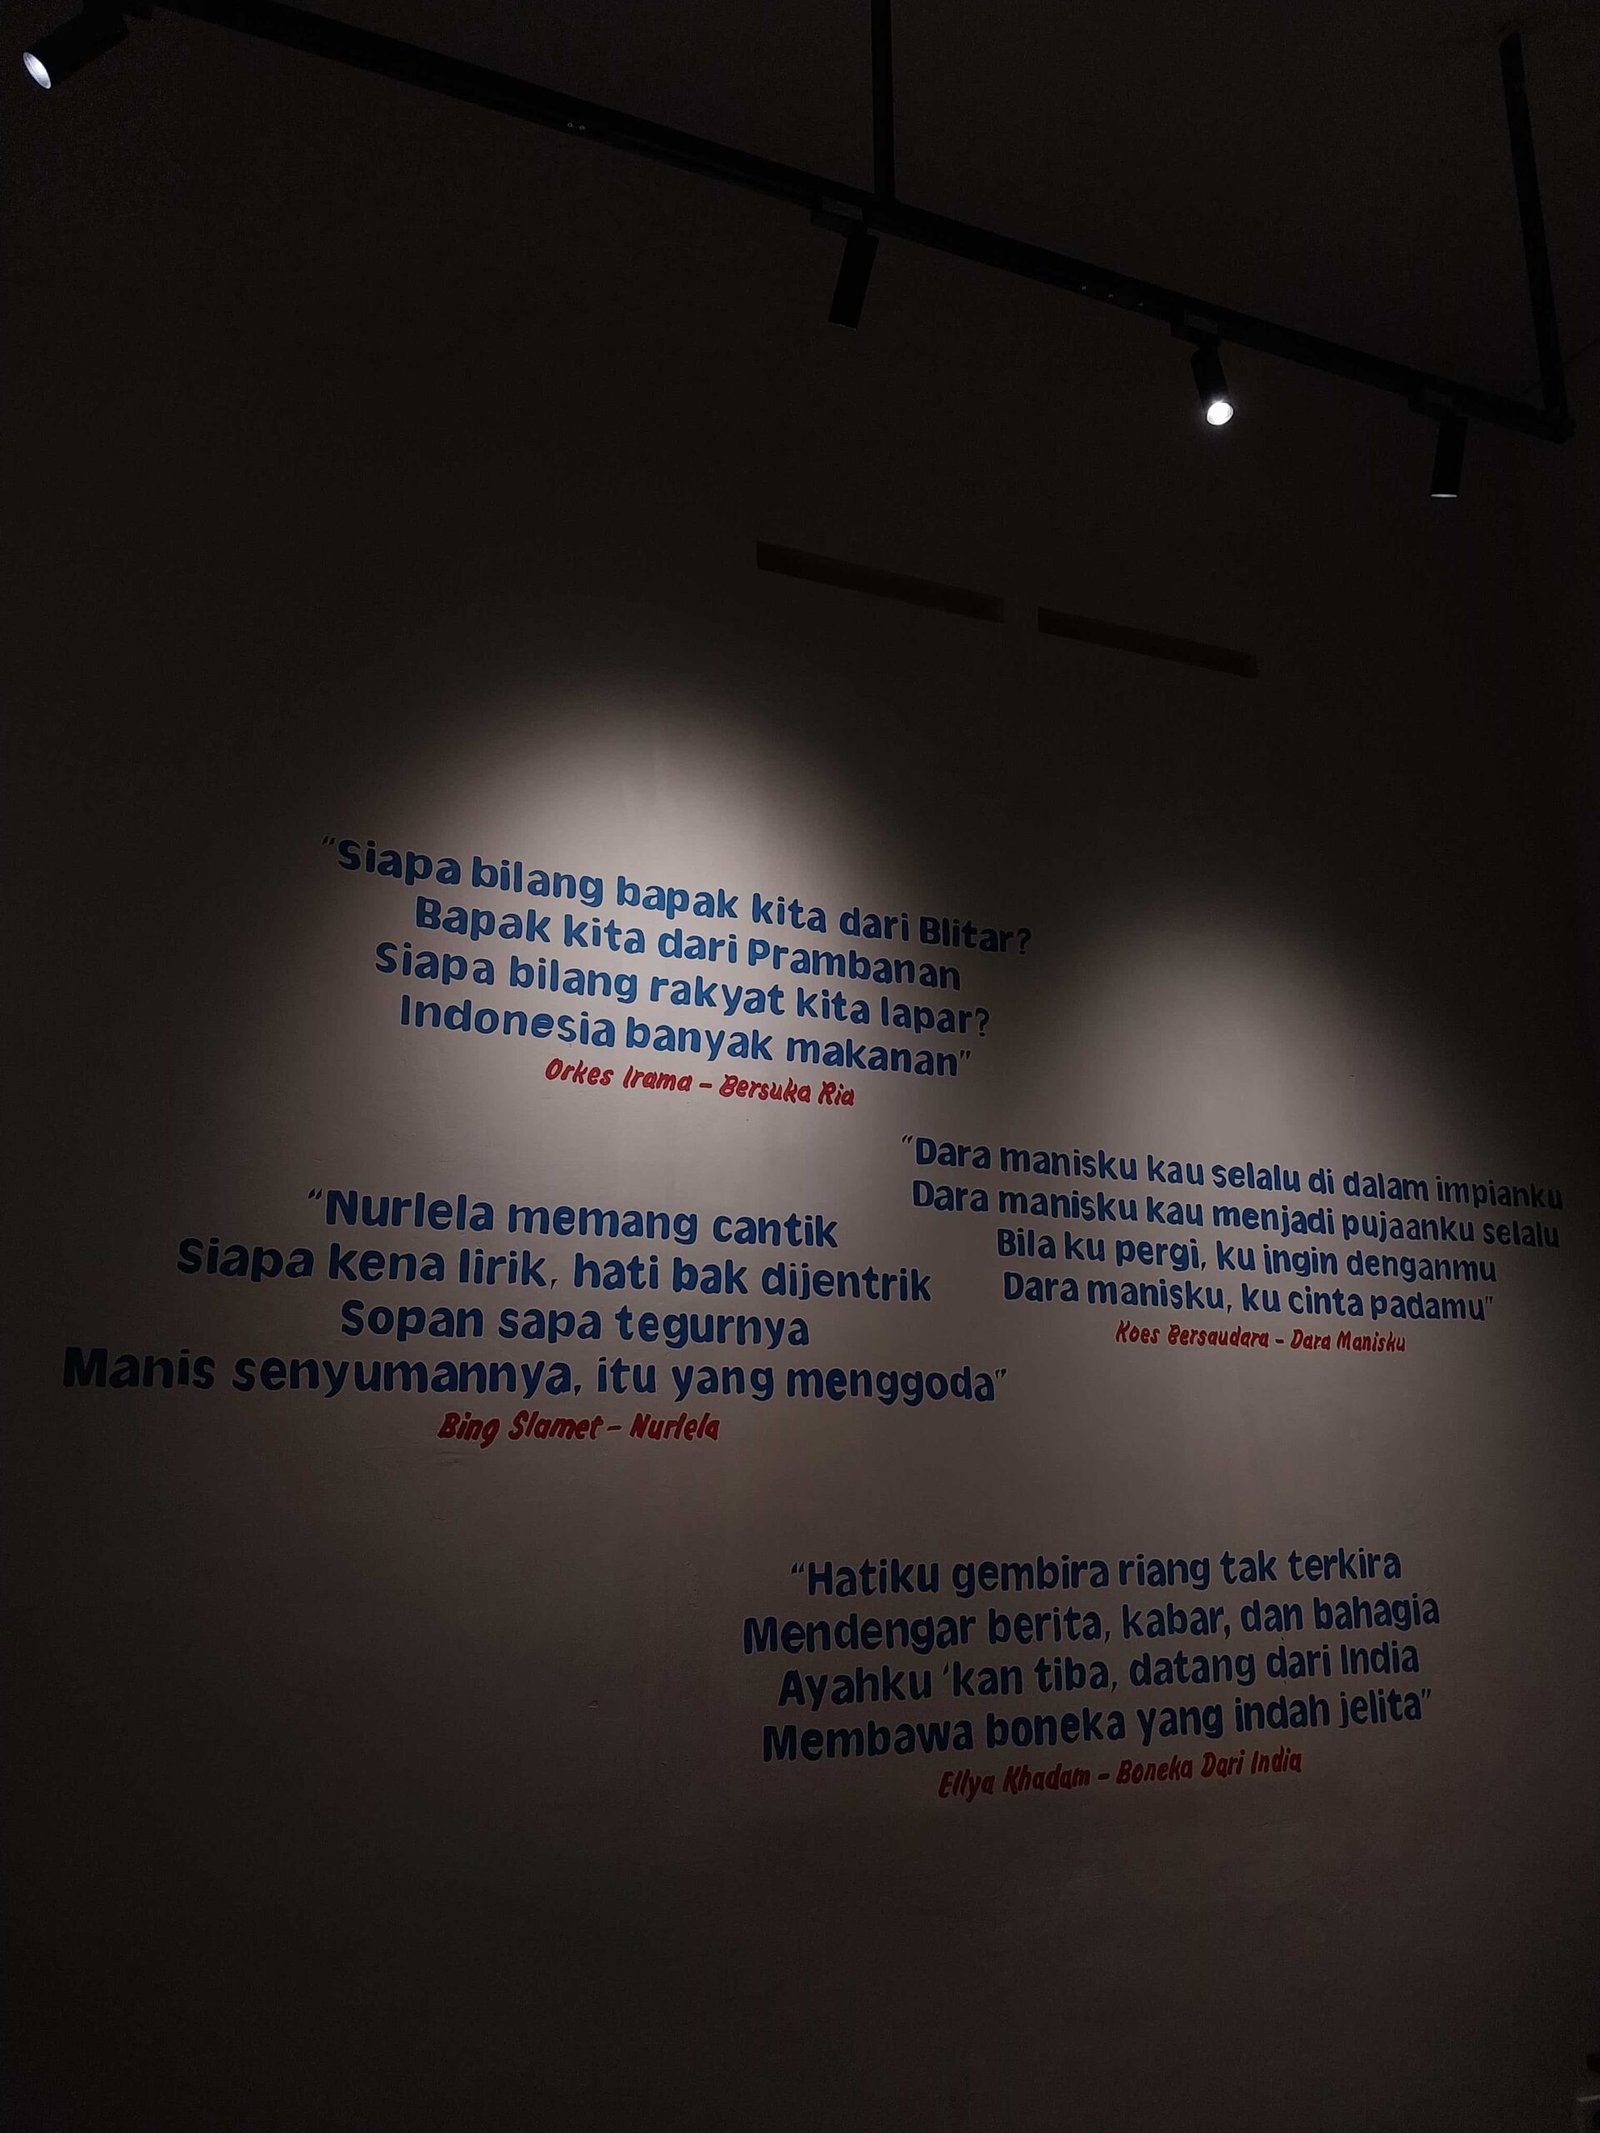 "Siapa bilang bapak kita dari Blitar?
Bapak kita dari Prambanan
Siapa bilang rakyat kita lapar?
Indonesia banyak makanan"
Orkes Irama - Bersuka Ria
"Nurlela memang cantik
Siapa kena lirik, hati bak dijentrik
Sopan sapa tegurnya
Manis senyumannya, itu yang menggoda"
Bing Slamet - Nurlela
"Dara manisku kau selalu di dalam impianku
Dara manisku kau menjadi pujaanku selalu
Bila ku pergi, ku ingin denganmu
Dara manisku, ku cinta padamu"
Koes Bersaudara - Dara Manisku
"Hatiku gembira riang tak terkira
Mendengar berita, kabar, dan bahagia
Ayahku 'kan tiba, datang dari India
Membawa boneka yang indah jelita"
Ellya Khadam - Boneka Dari India